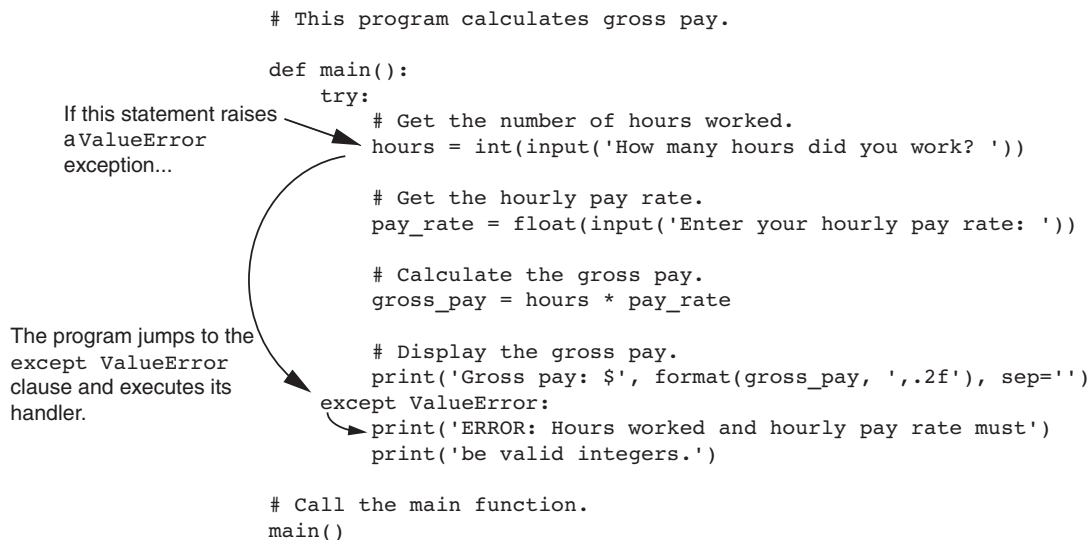 # This program calculates gross pay.
def main():
try:
If this statement raises
a ValueError
exception...
# Get the number of hours worked.
hours = int(input('How many hours did you work? '))
# Get the hourly pay rate.
pay_rate = float(input('Enter your hourly pay rate: '))
# Calculate the gross pay.
gross_pay = hours * pay_rate
The program jumps to the
except ValueError
clause and executes its
handler.
# Display the gross pay.
print('Gross pay: $', format(gross_pay, ',.2f'), sep='')
except ValueError:
print('ERROR: Hours worked and hourly pay rate must')
print('be valid integers.')
# Call the main function.
main()